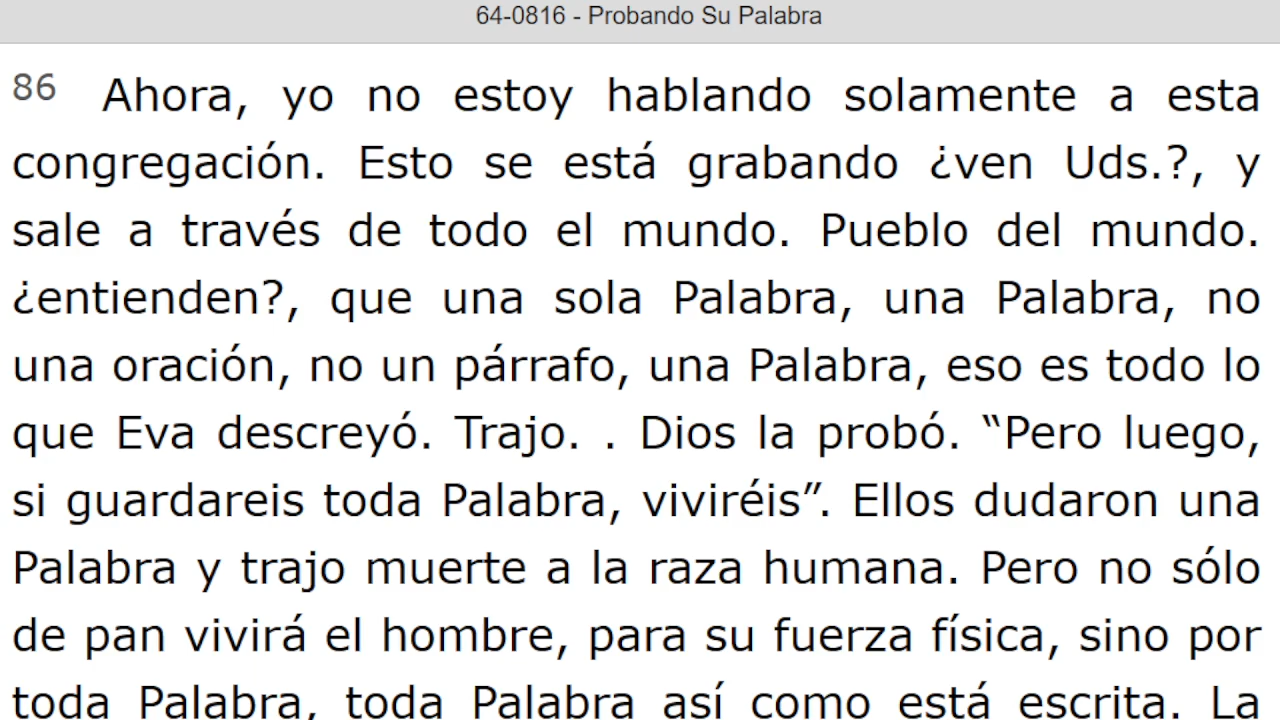 64-0816 - Probando Su Palabra
86 Ahora, yo no estoy hablando solamente a esta
congregación. Esto se está grabando ¿ven Uds.?, y
sale a través de todo el mundo. Pueblo del mundo.
¿entienden?, que una sola Palabra, una Palabra, no
una oración, no un párrafo, una Palabra, eso es todo lo
que Eva descreyó. Trajo. . Dios la probó. “Pero luego,
si guardareis toda Palabra, viviréis”. Ellos dudaron una
Palabra y trajo muerte a la raza humana. Pero no sólo
de pan vivirá el hombre, para su fuerza física, sino por
toda Palabra, toda Palabra así como está escrita. La